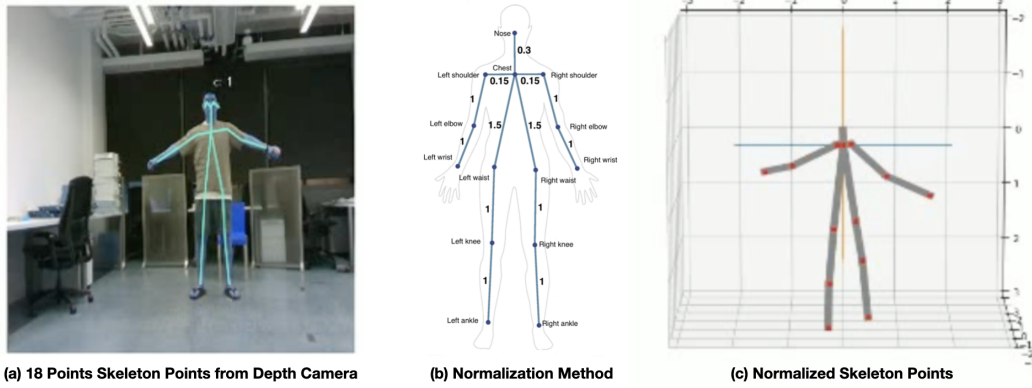 ⊂ 1
Nose
0.3
Chest
Left shoulder
Right shoulder
0.15
0.15
1
1
Left elbow
Right elbow
1.5
1.5
1
1
Left wrist
Right wrist
Left waist
Right waist
1
1
Left knee
Right knee
1
1
Left ankle
Right ankle
−2
−1
0
1
2
(a) 18 Points Skeleton Points from Depth Camera
(b) Normalization Method
(c) Normalized Skeleton Points